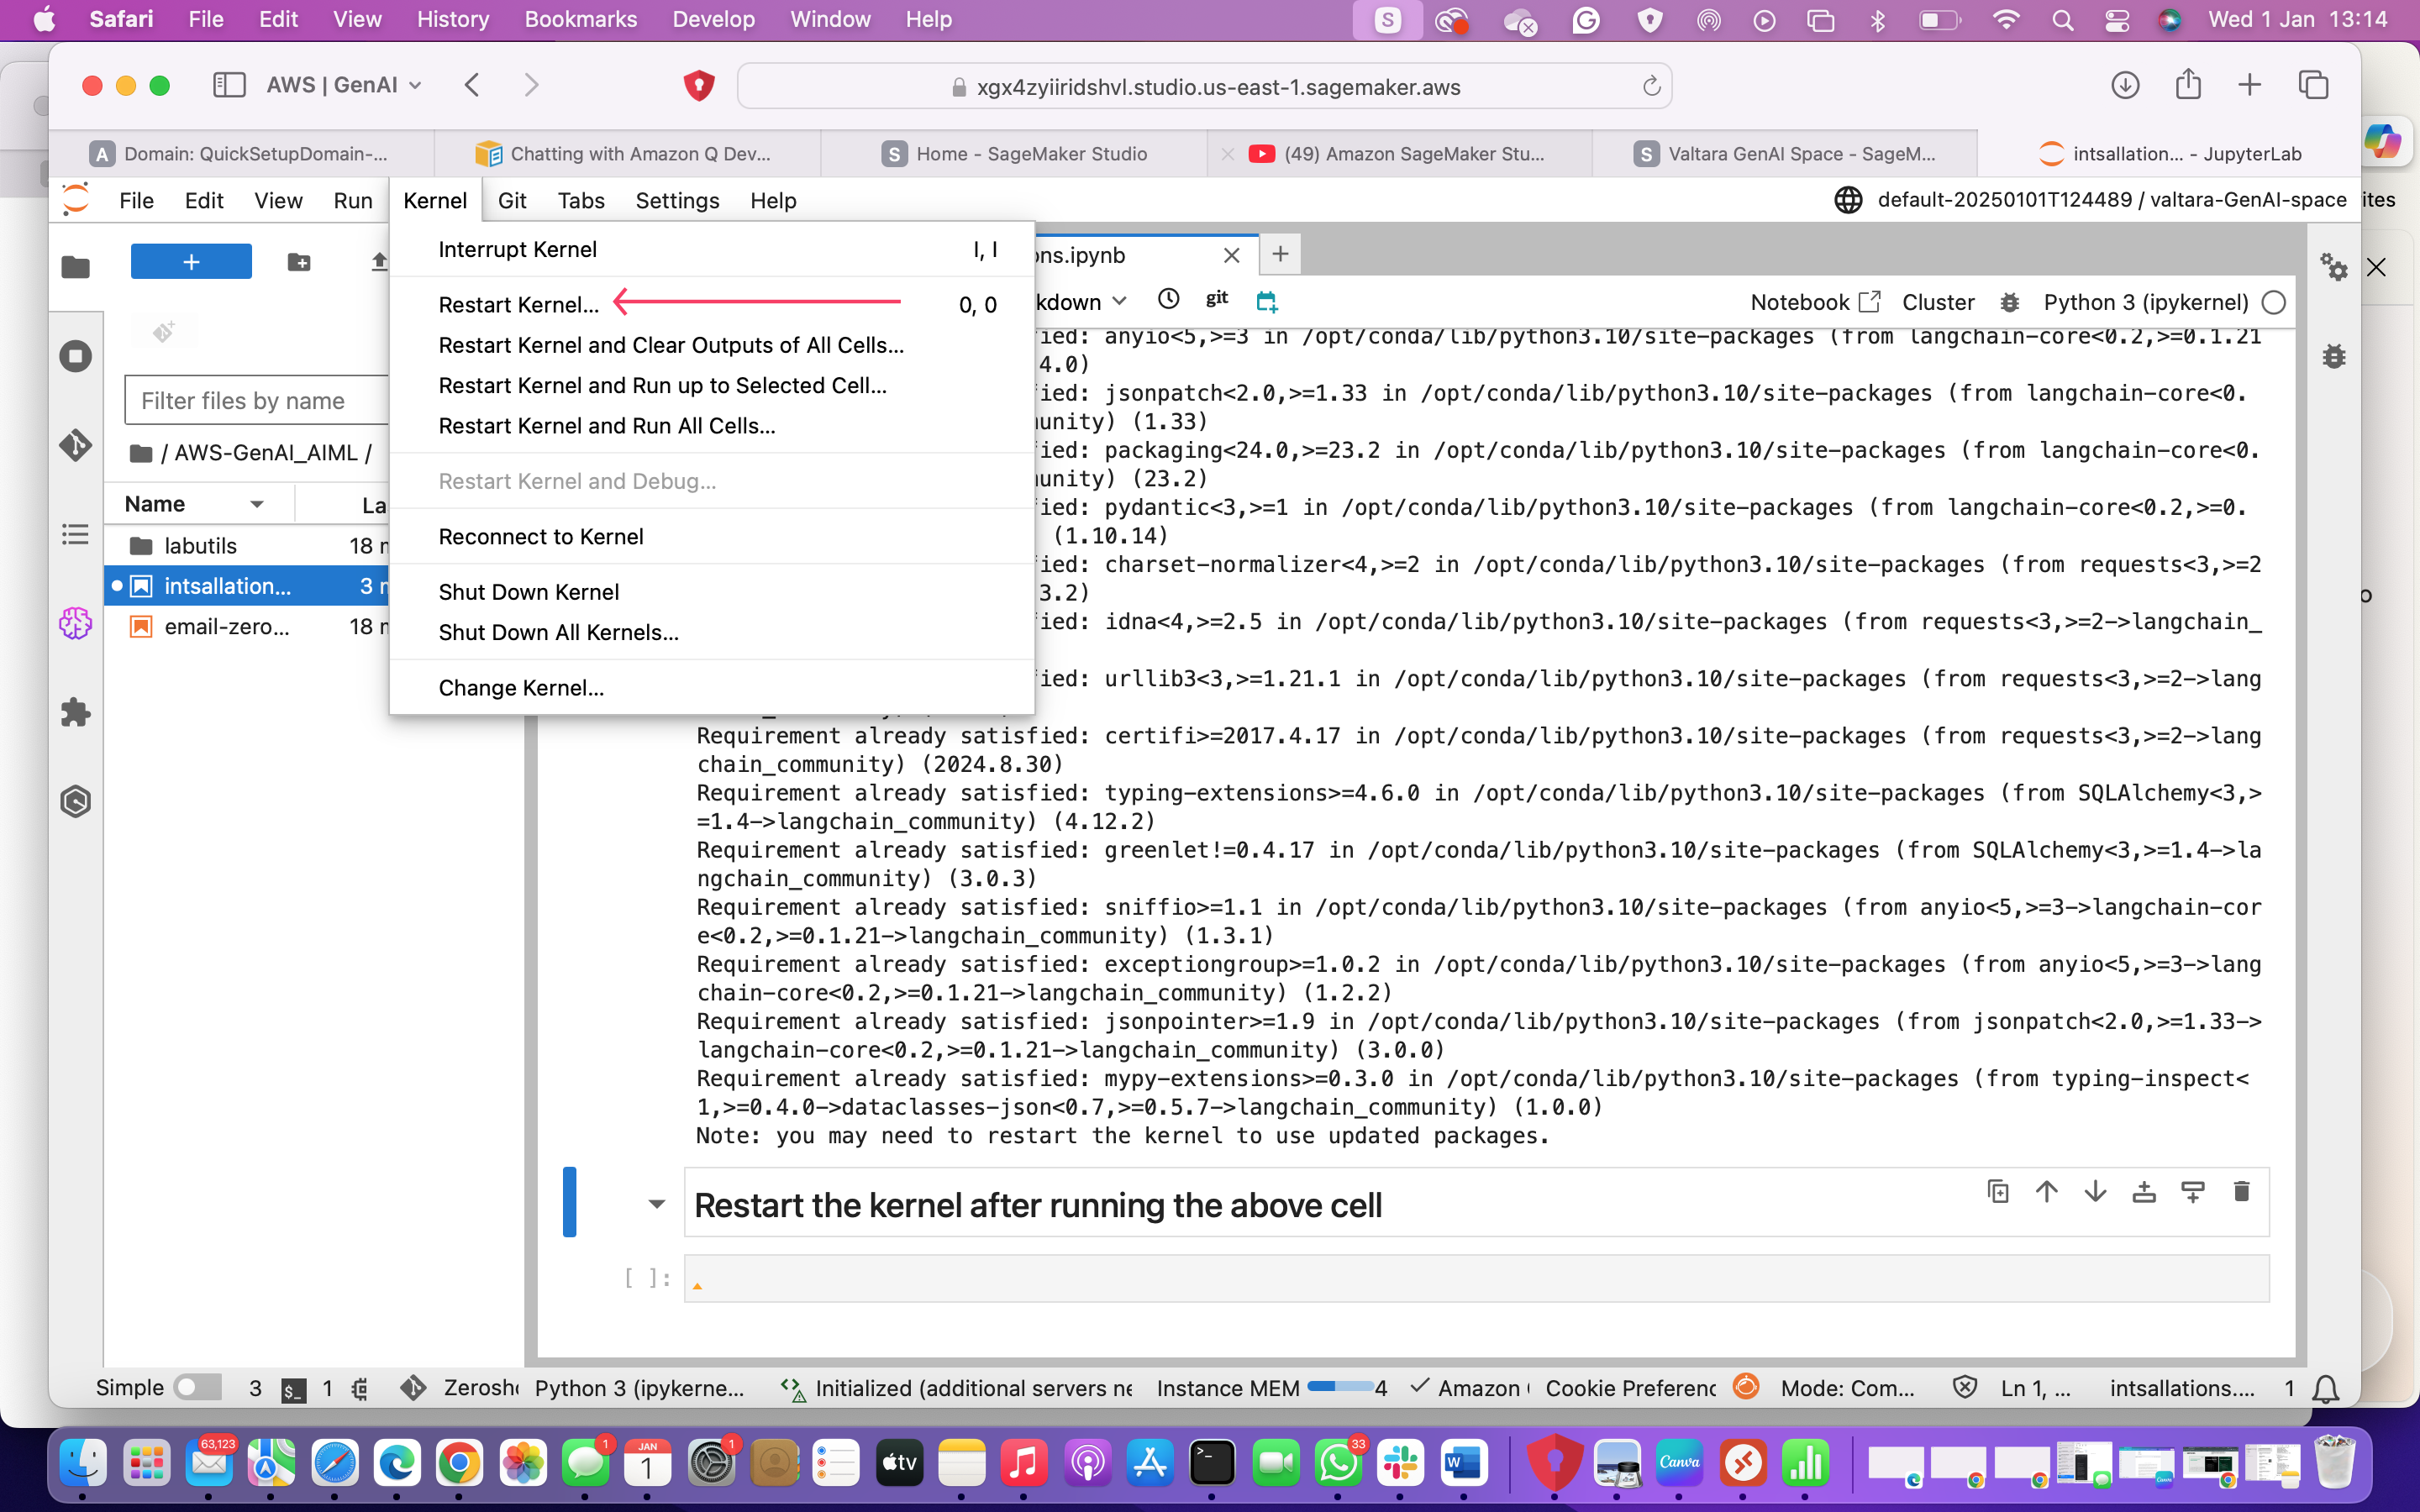 Safari File Edit View History Bookmarks Develop Window Help S Wed 1 Jan 13:14
AWS | GenAI xgx4zyiiridshvl.studio.us-east-1.sagemaker.aws
A Domain: QuickSetupDomain-... Chatting with Amazon Q Dev... S Home - SageMaker Studio (49) Amazon SageMaker Stu... S Valtara GenAI Space - SageM... intsallation... - JupyterLab
File Edit View Run Kernel Git Tabs Settings Help default-20250101T124489 / valtara-GenAI-space ites
Interrupt Kernel I, I
Restart Kernel... 0, 0
Restart Kernel and Clear Outputs of All Cells...
Restart Kernel and Run up to Selected Cell...
Restart Kernel and Run All Cells...
Restart Kernel and Debug...
Reconnect to Kernel
Shut Down Kernel
Shut Down All Kernels...
Change Kernel...
+
Filter files by name
/ AWS-GenAI_AIML /
Name La
labutils 18 m
intsallation... 3 m
email-zero... 18 m
ons.ipynb
kdown git Notebook Cluster Python 3 (ipykernel)
ied: anyio<5,>=3 in /opt/conda/lib/python3.10/site-packages (from langchain-core<0.2,>=0.1.21
4.0)
ied: jsonpatch<2.0,>=1.33 in /opt/conda/lib/python3.10/site-packages (from langchain-core<0.
unity) (1.33)
ied: packaging<24.0,>=23.2 in /opt/conda/lib/python3.10/site-packages (from langchain-core<0.
unity) (23.2)
ied: pydantic<3,>=1 in /opt/conda/lib/python3.10/site-packages (from langchain-core<0.2,>=0.
(1.10.14)
ied: charset-normalizer<4,>=2 in /opt/conda/lib/python3.10/site-packages (from requests<3,>=2
3.2)
ied: idna<4,>=2.5 in /opt/conda/lib/python3.10/site-packages (from requests<3,>=2->langchain_
ied: urllib3<3,>=1.21.1 in /opt/conda/lib/python3.10/site-packages (from requests<3,>=2->lang
Requirement already satisfied: certifi>=2017.4.17 in /opt/conda/lib/python3.10/site-packages (from requests<3,>=2->lang
chain_community) (2024.8.30)
Requirement already satisfied: typing-extensions>=4.6.0 in /opt/conda/lib/python3.10/site-packages (from SQLAlchemy<3,>
=1.4->langchain_community) (4.12.2)
Requirement already satisfied: greenlet!=0.4.17 in /opt/conda/lib/python3.10/site-packages (from SQLAlchemy<3,>=1.4->la
ngchain_community) (3.0.3)
Requirement already satisfied: sniffio>=1.1 in /opt/conda/lib/python3.10/site-packages (from anyio<5,>=3->langchain-cor
e<0.2,>=0.1.21->langchain_community) (1.3.1)
Requirement already satisfied: exceptiongroup>=1.0.2 in /opt/conda/lib/python3.10/site-packages (from anyio<5,>=3->lang
chain-core<0.2,>=0.1.21->langchain_community) (1.2.2)
Requirement already satisfied: jsonpointer>=1.9 in /opt/conda/lib/python3.10/site-packages (from jsonpatch<2.0,>=1.33->
langchain-core<0.2,>=0.1.21->langchain_community) (3.0.0)
Requirement already satisfied: mypy-extensions>=0.3.0 in /opt/conda/lib/python3.10/site-packages (from typing-inspect<
1,>=0.4.0->dataclasses-json<0.7,>=0.5.7->langchain_community) (1.0.0)
Note: you may need to restart the kernel to use updated packages.
Restart the kernel after running the above cell
[ ]:
Simple 3 $_ 1 Zerosho Python 3 (ipykerne... Initialized (additional servers ne Instance MEM 4 Amazon Cookie Preferenc Mode: Com... Ln 1, ... intsallations.... 1
63,123 1 JAN 1 1 tv 33 W Canva